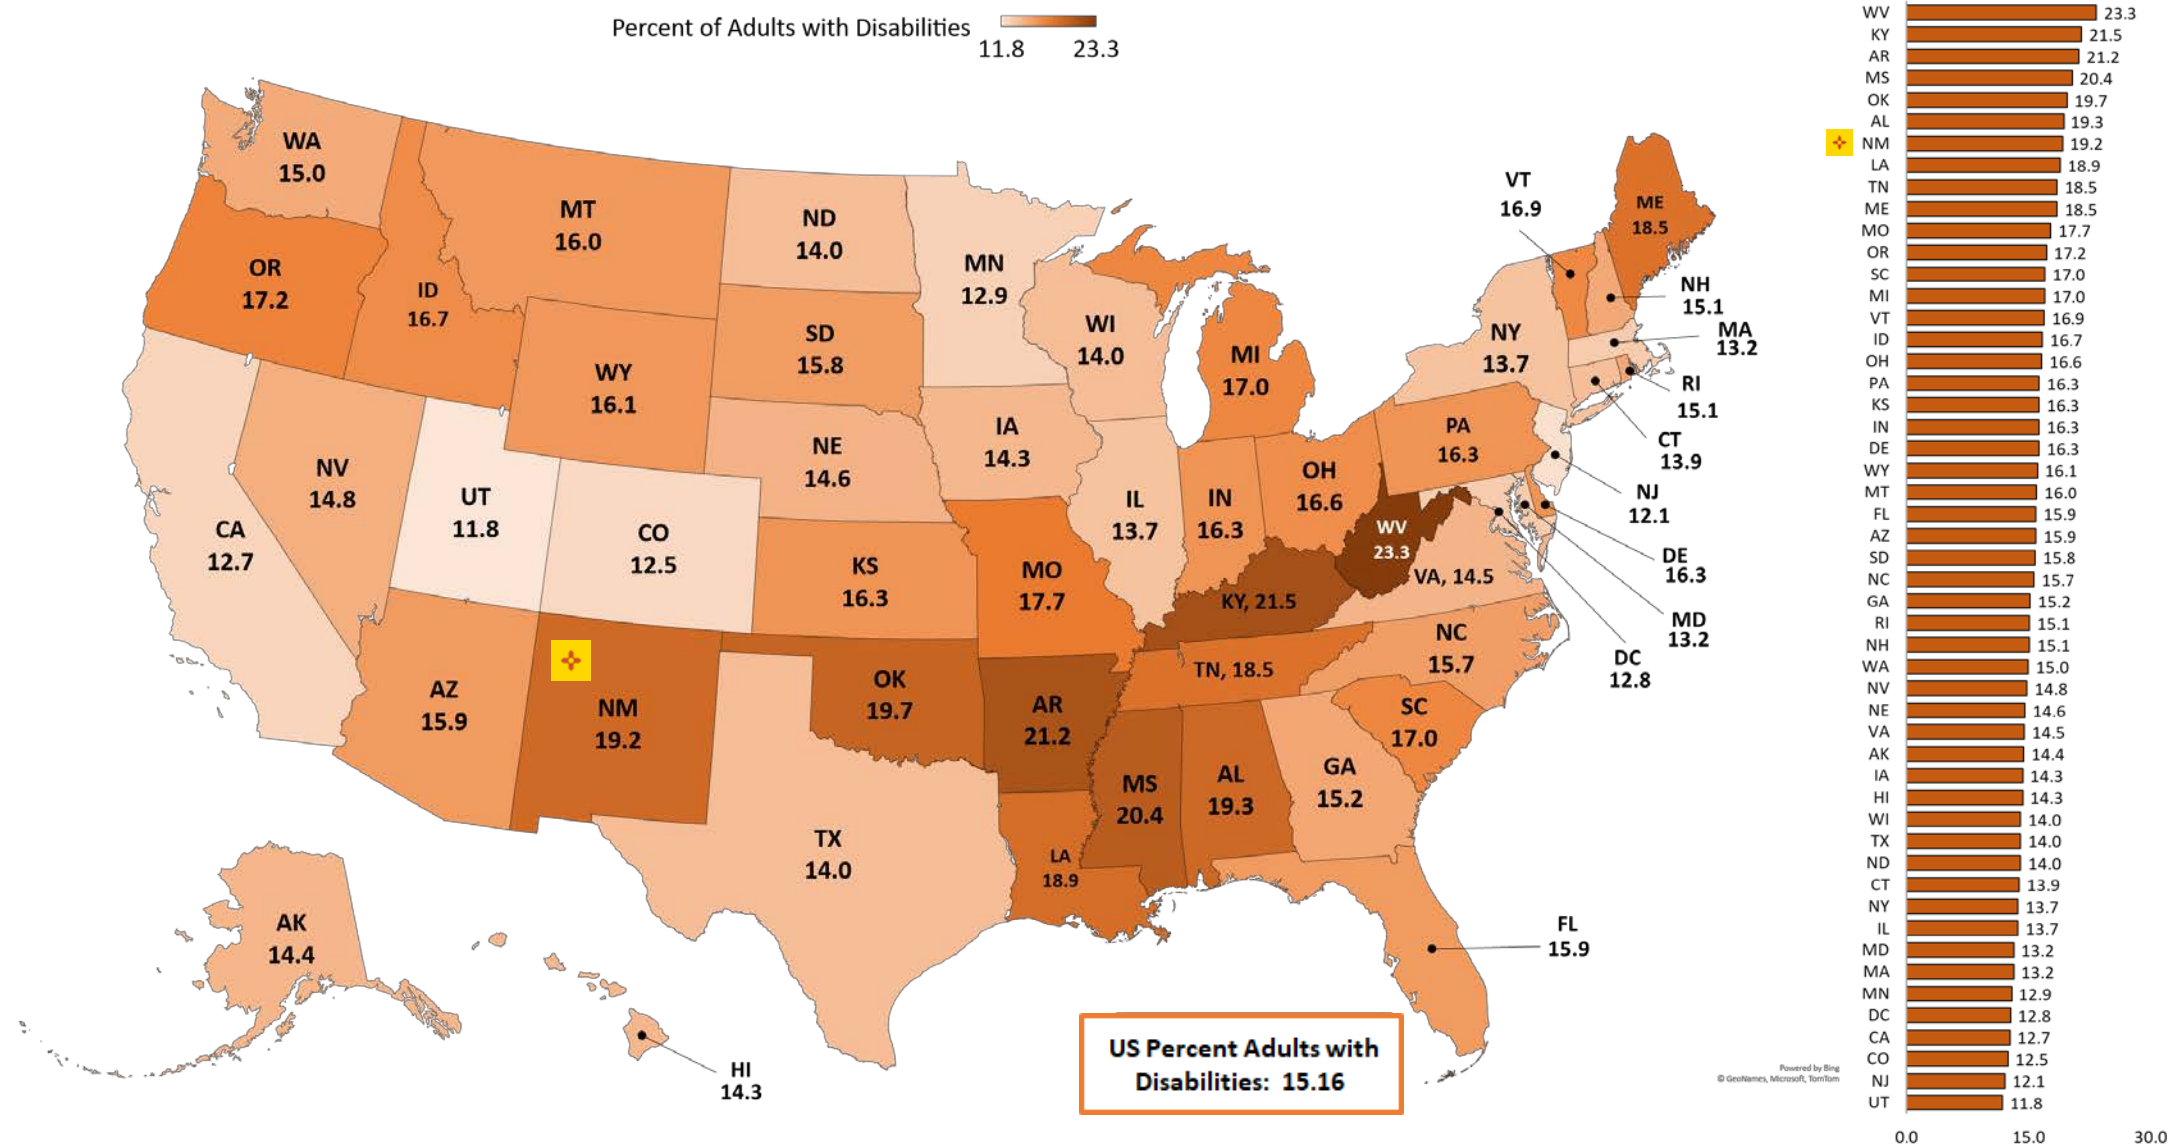 Percent of Adults with Disabilities
11.8 23.3
WA
15.0
OR
17.2
ID
16.7
MT
16.0
ND
14.0
MN
12.9
SD
15.8
WY
16.1
WI
14.0
MI
17.0
NY
13.7
VT
16.9
ME
18.5
NH
15.1
MA
13.2
RI
15.1
CT
13.9
NJ
12.1
DE
16.3
MD
13.2
DC
12.8
PA
16.3
OH
16.6
IN
16.3
IL
13.7
IA
14.3
NE
14.6
NV
14.8
UT
11.8
CO
12.5
CA
12.7
KS
16.3
MO
17.7
WV
23.3
VA, 14.5
KY, 21.5
TN, 18.5
NC
15.7
SC
17.0
GA
15.2
AL
19.3
MS
20.4
AR
21.2
OK
19.7
NM
19.2
AZ
15.9
TX
14.0
LA
18.9
FL
15.9
AK
14.4
HI
14.3
US Percent Adults with
Disabilities: 15.16
Powered by Bing
© GeoNames, Microsoft, TomTom
WV 23.3
KY 21.5
AR 21.2
MS 20.4
OK 19.7
AL 19.3
NM 19.2
LA 18.9
TN 18.5
ME 18.5
MO 17.7
OR 17.2
SC 17.0
MI 17.0
VT 16.9
ID 16.7
OH 16.6
PA 16.3
KS 16.3
IN 16.3
DE 16.3
WY 16.1
MT 16.0
FL 15.9
AZ 15.9
SD 15.8
NC 15.7
GA 15.2
RI 15.1
NH 15.1
WA 15.0
NV 14.8
NE 14.6
VA 14.5
AK 14.4
IA 14.3
HI 14.3
WI 14.0
TX 14.0
ND 14.0
CT 13.9
NY 13.7
IL 13.7
MD 13.2
MA 13.2
MN 12.9
DC 12.8
CA 12.7
CO 12.5
NJ 12.1
UT 11.8
0.0 15.0 30.0